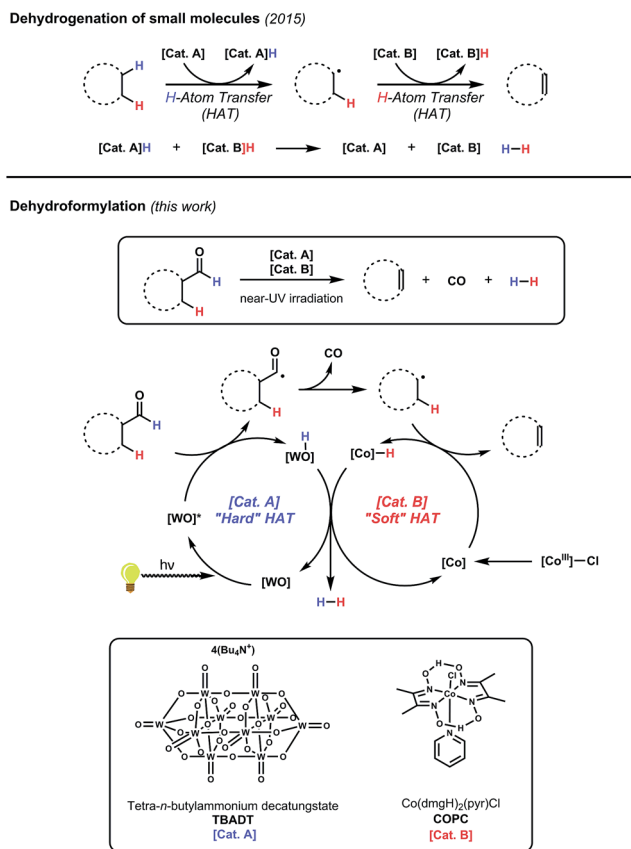 Dehydrogenation of small molecules (2015)
[Cat. A] [Cat. A]H [Cat. B] [Cat. B]H
H H H
H-Atom Transfer (HAT) H-Atom Transfer (HAT)
[Cat. A]H + [Cat. B]H [Cat. A] + [Cat. B] H–H
Dehydroformylation (this work)
O H H
[Cat. A]
[Cat. B]
near-UV irradiation
+ CO + H–H
O H CO H
O H H
H
[WO] [Co]–H
[Cat. A] [Cat. B]
"Hard" HAT "Soft" HAT
[WO]*
hν
[WO] [Co] [CoIII]–Cl
H–H
4(Bu4N+)
O O O
O W O W O W O
O W O O W O O W O O W O
O W O W O W O
O O O
H
O O
Cl
N Co N
N N
O H O
N
Tetra-n-butylammonium decatungstate
TBADT
[Cat. A]
Co(dmgH)2(pyr)Cl
COPC
[Cat. B]